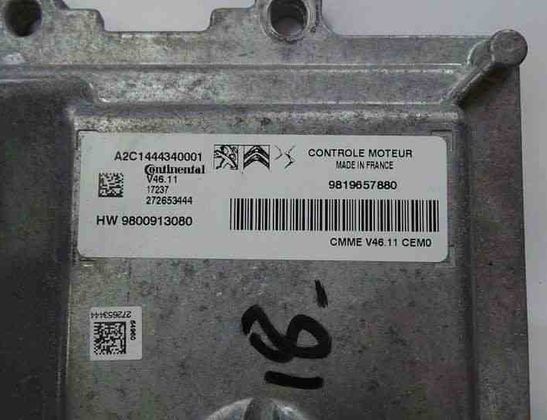 A2C1444340001
Continental
V46.11
17237
272653444
HW 9800913080
CONTROLE MOTEUR
MADE IN FRANCE
9819657880
CMME V46.11 CEM0
272653444
18-